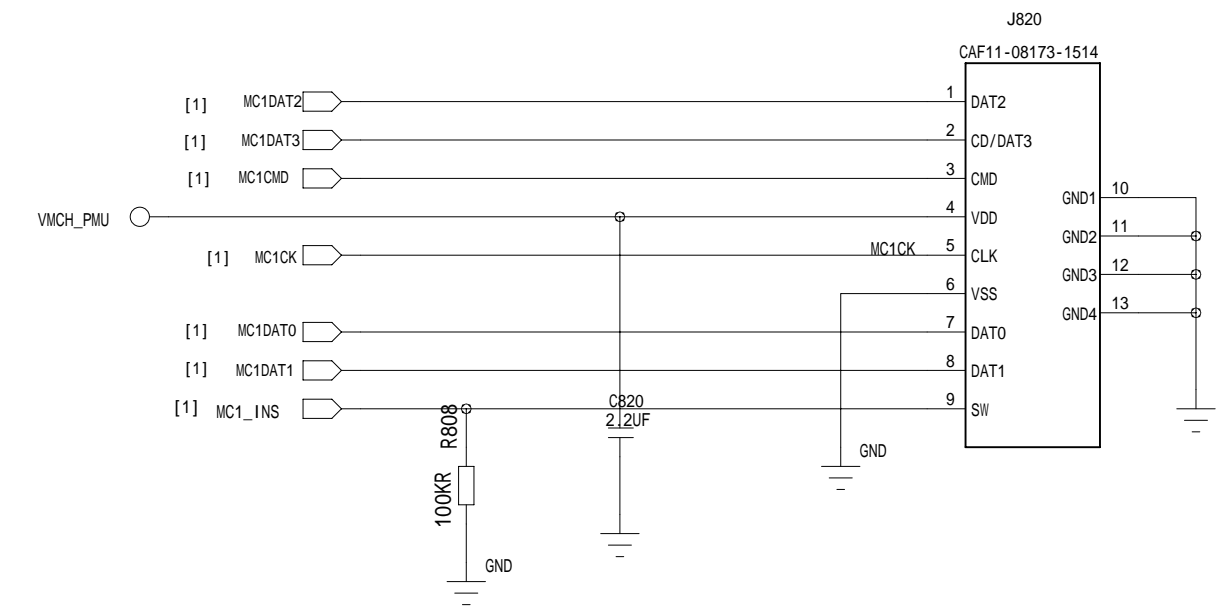 J820
CAF11-08173-1514
[1] MC1DAT2 1 DAT2
[1] MC1DAT3 2 CD/DAT3
[1] MC1CMD 3 CMD
GND1 10
VMCH_PMU 4 VDD
GND2 11
[1] MC1CK MC1CK 5 CLK
GND3 12
6 VSS
GND4 13
[1] MC1DAT0 7 DAT0
[1] MC1DAT1 8 DAT1
[1] MC1_INS 9 SW
R808
100KR
C820
2.2UF
GND
GND